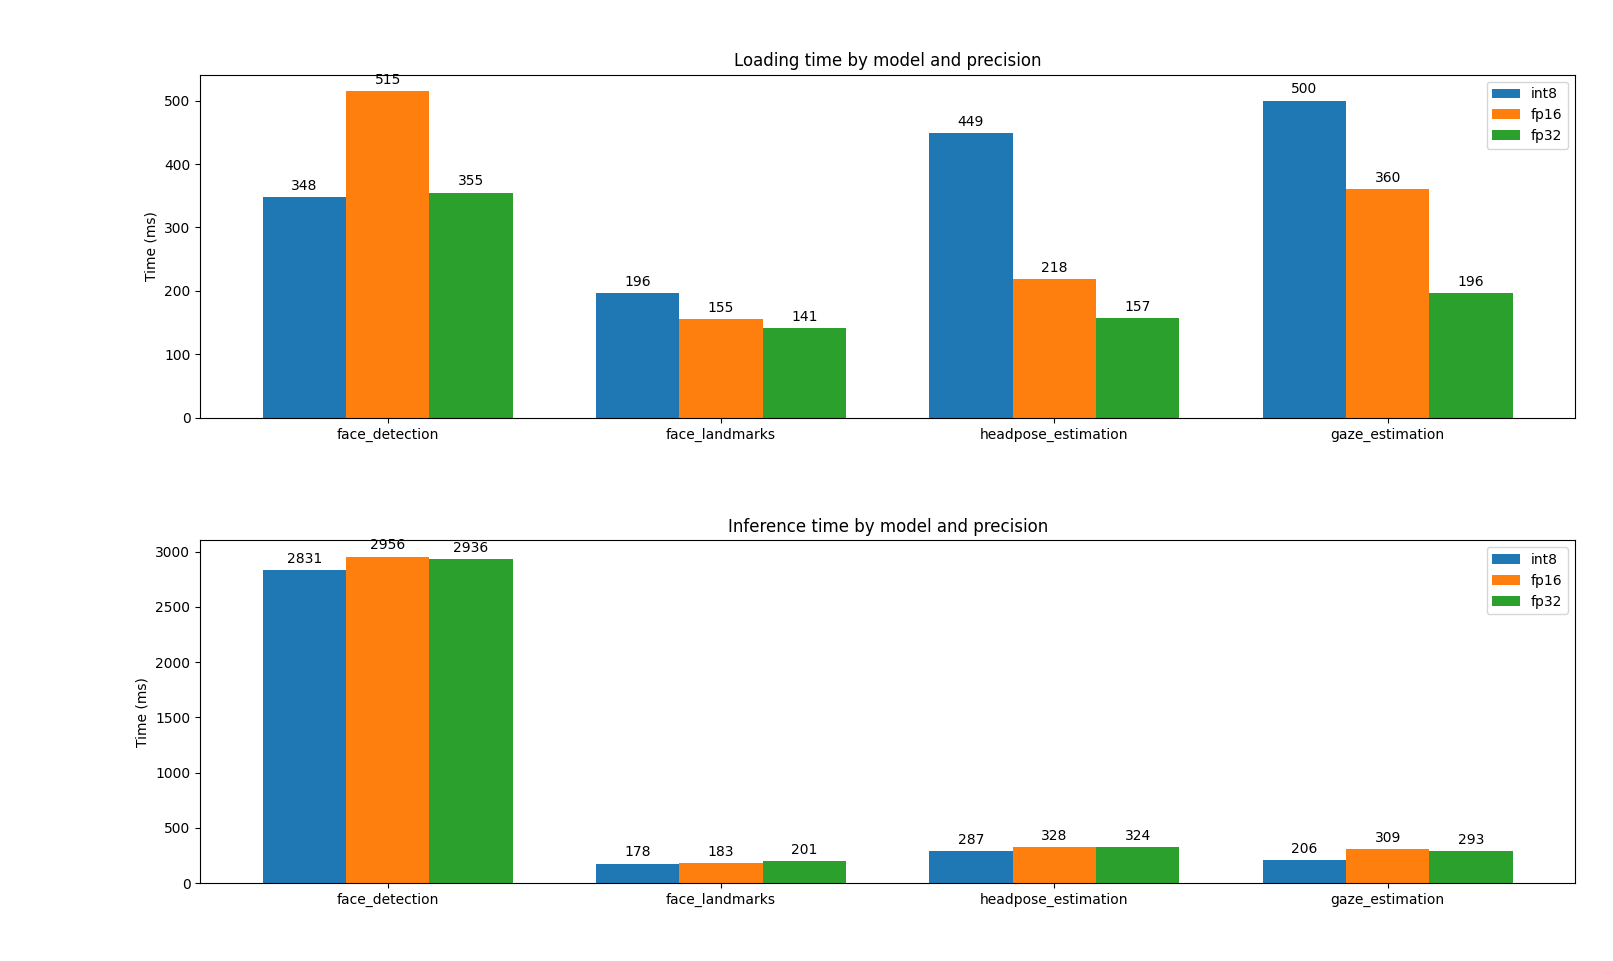 Loading time by model and precision
515
500
int8
fp16
fp32
449
348
355
360
196
155
141
218
157
196
500
400
300
200
100
0
Time (ms)
face_detection
face_landmarks
headpose_estimation
gaze_estimation
Inference time by model and precision
2831
2956
2936
int8
fp16
fp32
178
183
201
287
328
324
206
309
293
3000
2500
2000
1500
1000
500
0
Time (ms)
face_detection
face_landmarks
headpose_estimation
gaze_estimation